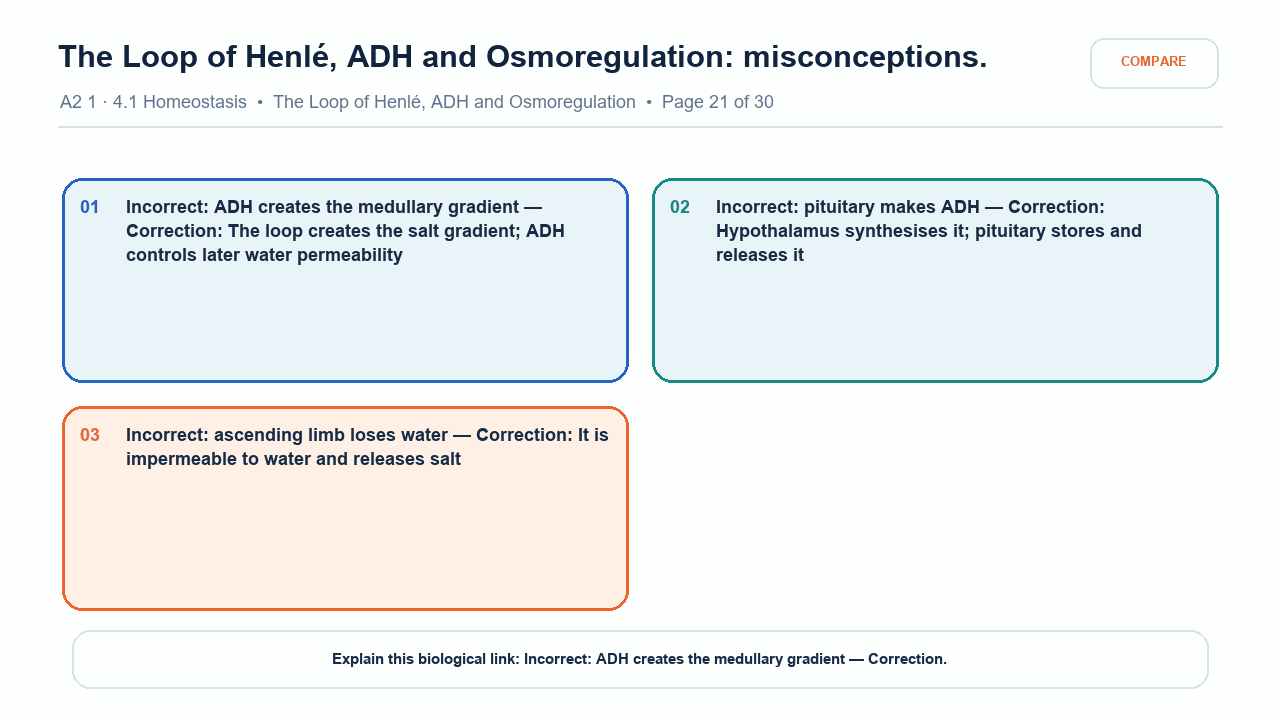 The Loop of Henlé, ADH and Osmoregulation: misconceptions.
COMPARE
A2 1 · 4.1 Homeostasis • The Loop of Henlé, ADH and Osmoregulation • Page 21 of 30
01 Incorrect: ADH creates the medullary gradient —
Correction: The loop creates the salt gradient; ADH
controls later water permeability
02 Incorrect: pituitary makes ADH — Correction:
Hypothalamus synthesises it; pituitary stores and
releases it
03 Incorrect: ascending limb loses water — Correction: It is
impermeable to water and releases salt
Explain this biological link: Incorrect: ADH creates the medullary gradient — Correction.